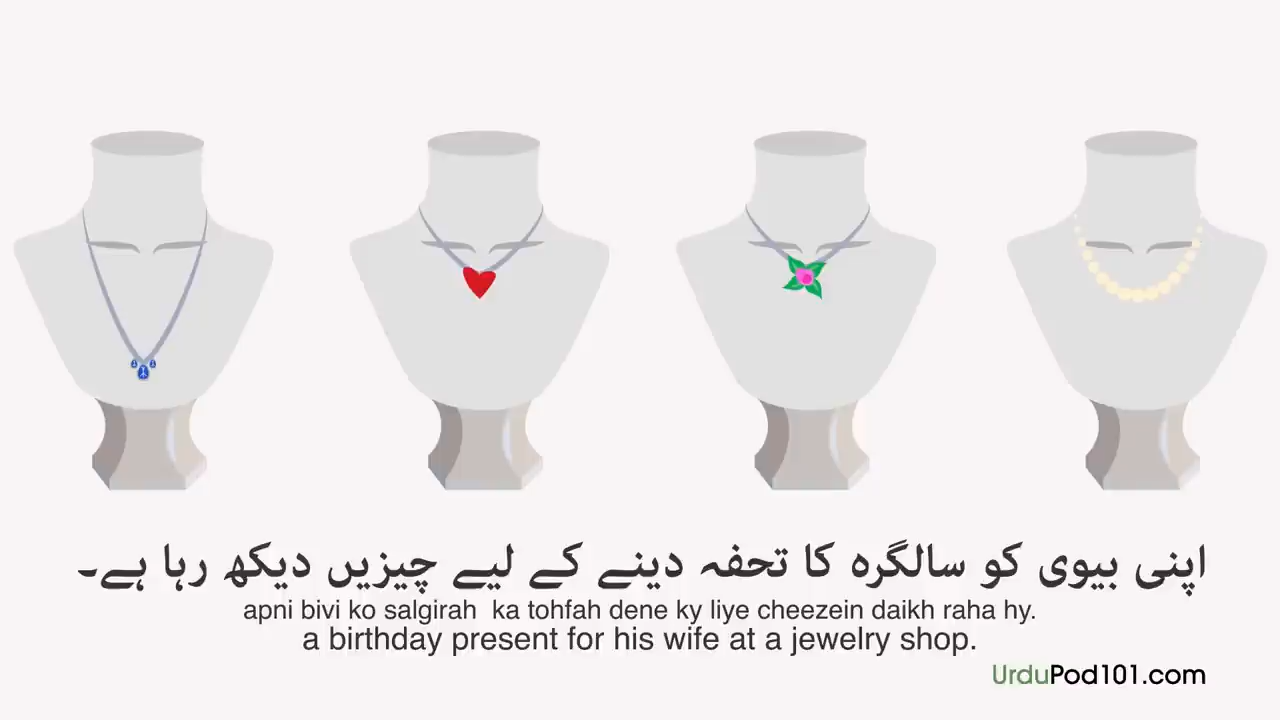 اپنی بیوی کو سالگرہ کا تحفہ دینے کے لیے چیزیں دیکھ رہا ہے۔
apni bivi ko salgirah  ka tohfah dene ky liye cheezein daikh raha hy.
a birthday present for his wife at a jewelry shop.
UrduPod101.com